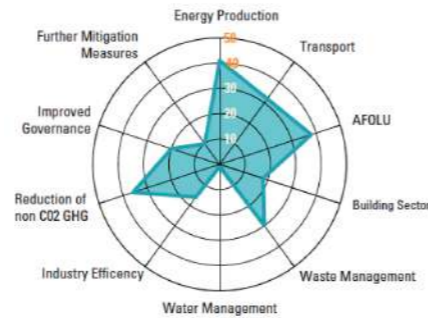 Energy Production
Further Mitigation
Measures
Transport
50
40
30
20
10
Improved
Governance
AFOLU
Reduction of
non CO2 GHG
Building Sector
Industry Efficency
Waste Management
Water Management